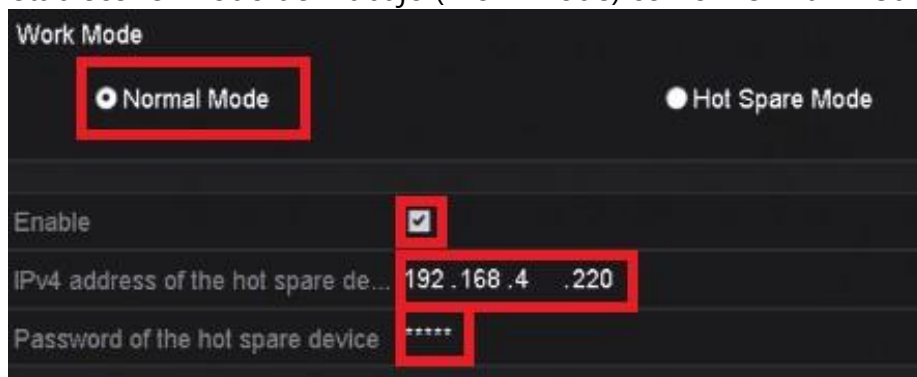 Work Mode
Normal Mode Hot Spare Mode
Enable
IPv4 address of the hot spare de... 192 .168 .4 .220
Password of the hot spare device *****